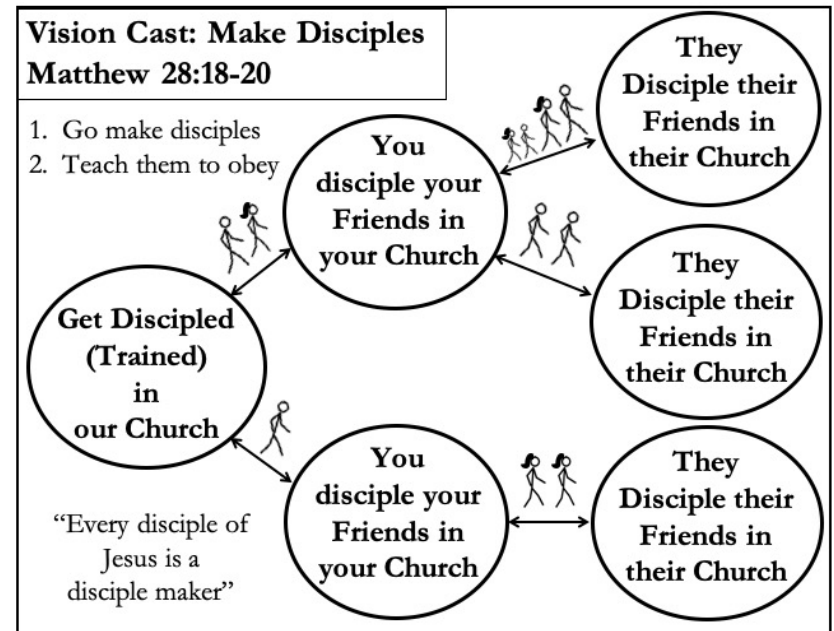 Vision Cast: Make Disciples
Matthew 28:18-20
1. Go make disciples
2. Teach them to obey
Get Discipled
(Trained)
in
our Church
"Every disciple of
Jesus is a
disciple maker"
You
disciple your
Friends in
your Church
You
disciple your
Friends in
your Church
They
Disciple their
Friends in
their Church
They
Disciple their
Friends in
their Church
They
Disciple their
Friends in
their Church